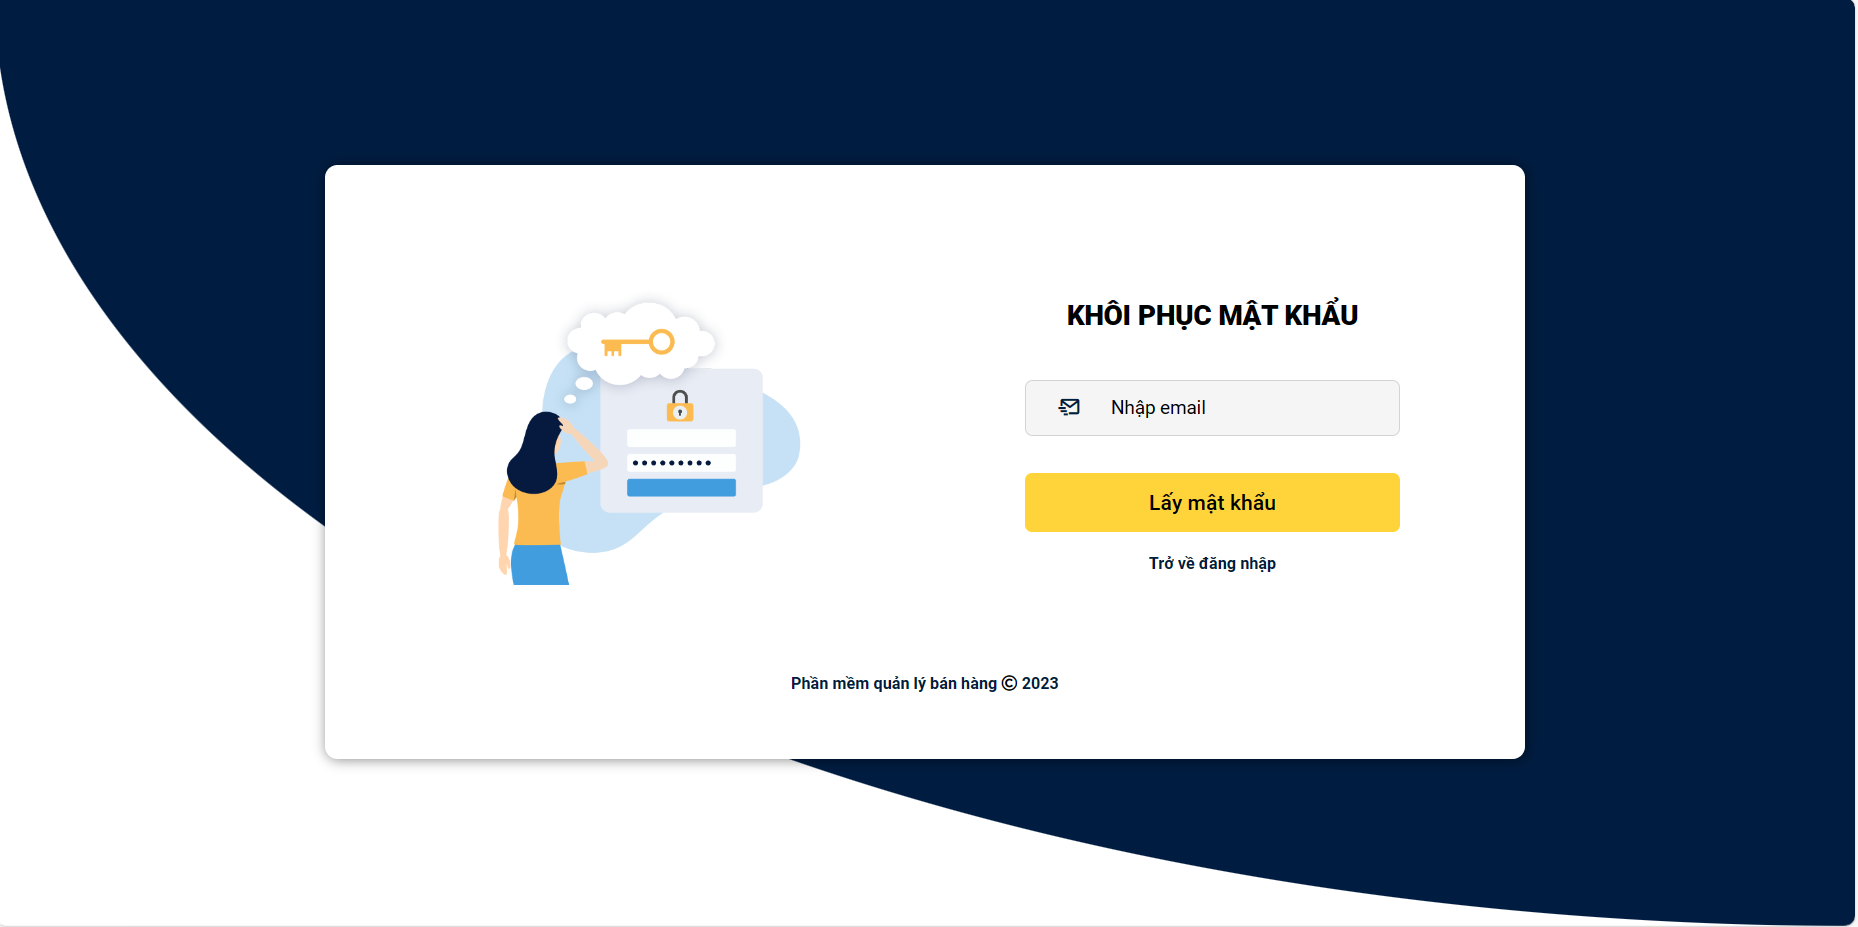 KHÔI PHỤC MẬT KHẨU
Nhập email
Lấy mật khẩu
Trở về đăng nhập
Phần mềm quản lý bán hàng © 2023